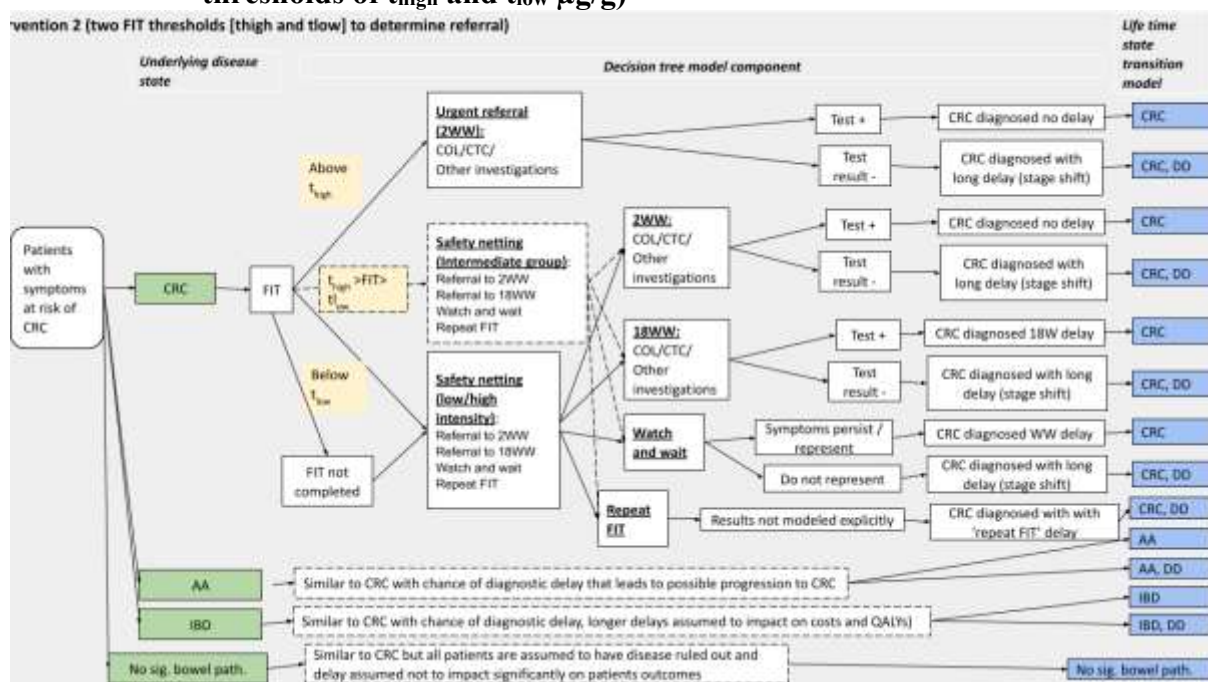 thresholds of thigh and tlow µg/g)
rvention 2 (two FIT thresholds [thigh and tlow] to determine referral)
Underlying disease
state
Decision tree model component
Life time
state
transition
model
Patients
with
symptoms
at risk of
CRC
CRC
FIT
Above
thigh
thigh >FIT>
tlow
Below
tlow
FIT not
completed
Urgent referral
(2WW):
COL/CTC/
Other investigations
Safety netting
(Intermediate group):
Referral to 2WW
Referral to 18WW
Watch and wait
Repeat FIT
Safety netting
(low/high
intensity):
Referral to 2WW
Referral to 18WW
Watch and wait
Repeat FIT
2WW:
COL/CTC/
Other
investigations
18WW:
COL/CTC/
Other
investigations
Watch
and wait
Repeat
FIT
Test +
CRC diagnosed no delay
CRC
Test
result -
CRC diagnosed with
long delay (stage shift)
CRC, DD
Test +
CRC diagnosed no delay
CRC
Test
result -
CRC diagnosed with
long delay (stage shift)
CRC, DD
Test +
CRC diagnosed 18W delay
CRC
Test
result -
CRC diagnosed with long
delay (stage shift)
CRC, DD
Symptoms persist /
represent
CRC diagnosed WW delay
CRC
Do not represent
CRC diagnosed with long
delay (stage shift)
CRC, DD
Results not modeled explicitly
CRC diagnosed with with
'repeat FIT' delay
CRC, DD
AA
Similar to CRC with chance of diagnostic delay that leads to possible progression to CRC
AA
AA, DD
IBD
Similar to CRC with chance of diagnostic delay, longer delays assumed to impact on costs and QALYs)
IBD
IBD, DD
No sig. bowel path.
Similar to CRC but all patients are assumed to have disease ruled out and
delay assumed not to impact significantly on patients outcomes
No sig. bowel path.